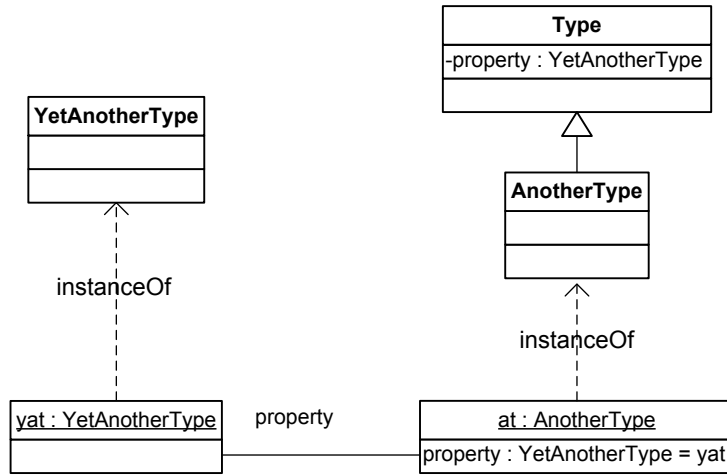 Type
-property : YetAnotherType
YetAnotherType
AnotherType
instanceOf
instanceOf
yat : YetAnotherType
property
at : AnotherType
property : YetAnotherType = yat